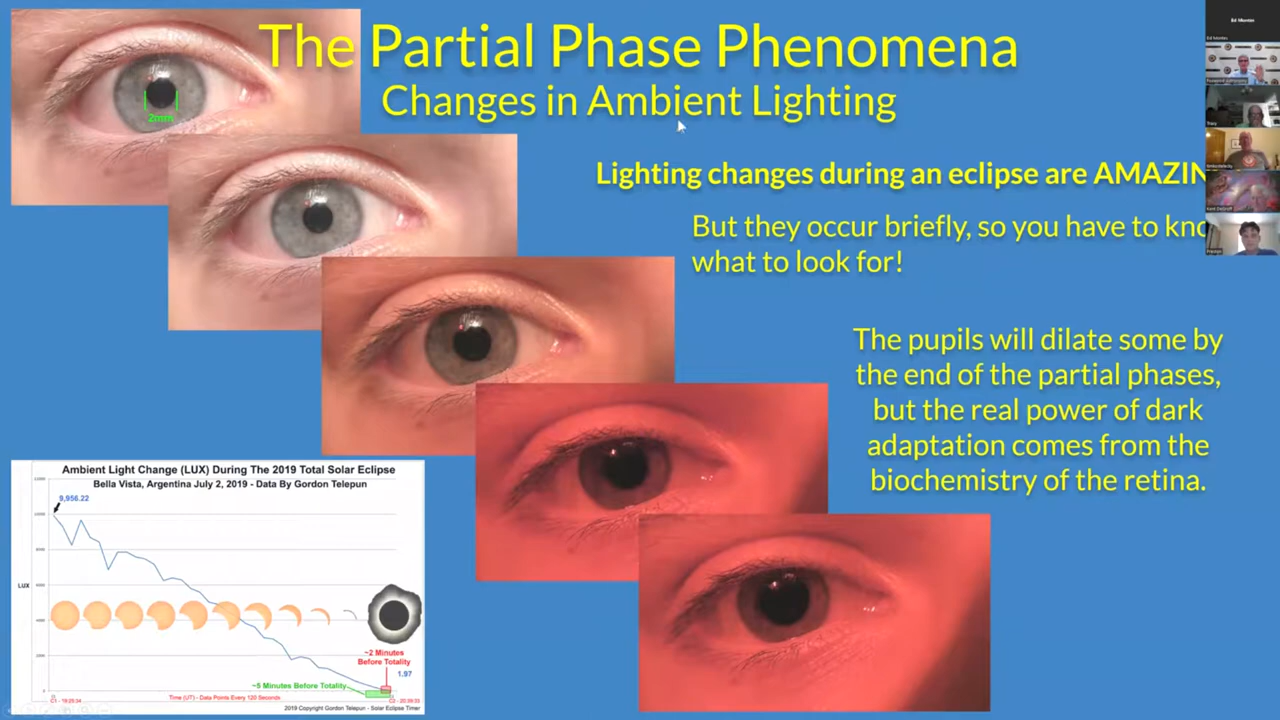 The Partial Phase Phenomena
Changes in Ambient Lighting
Lighting changes during an eclipse are AMAZIN
But they occur briefly, so you have to kno
what to look for!
The pupils will dilate some by
the end of the partial phases,
but the real power of dark
adaptation comes from the
biochemistry of the retina.
2mm
Ambient Light Change (LUX) During The 2019 Total Solar Eclipse
Bella Vista, Argentina July 2, 2019 - Data By Gordon Telepun
9,956.22
LUX
~2 Minutes
Before Totality
1.97
~5 Minutes Before Totality
Time (UT) - Data Points Every 120 Seconds
2019 Copyright Gordon Telepun - Solar Eclipse Timer
Ed Montes
Ed Montes